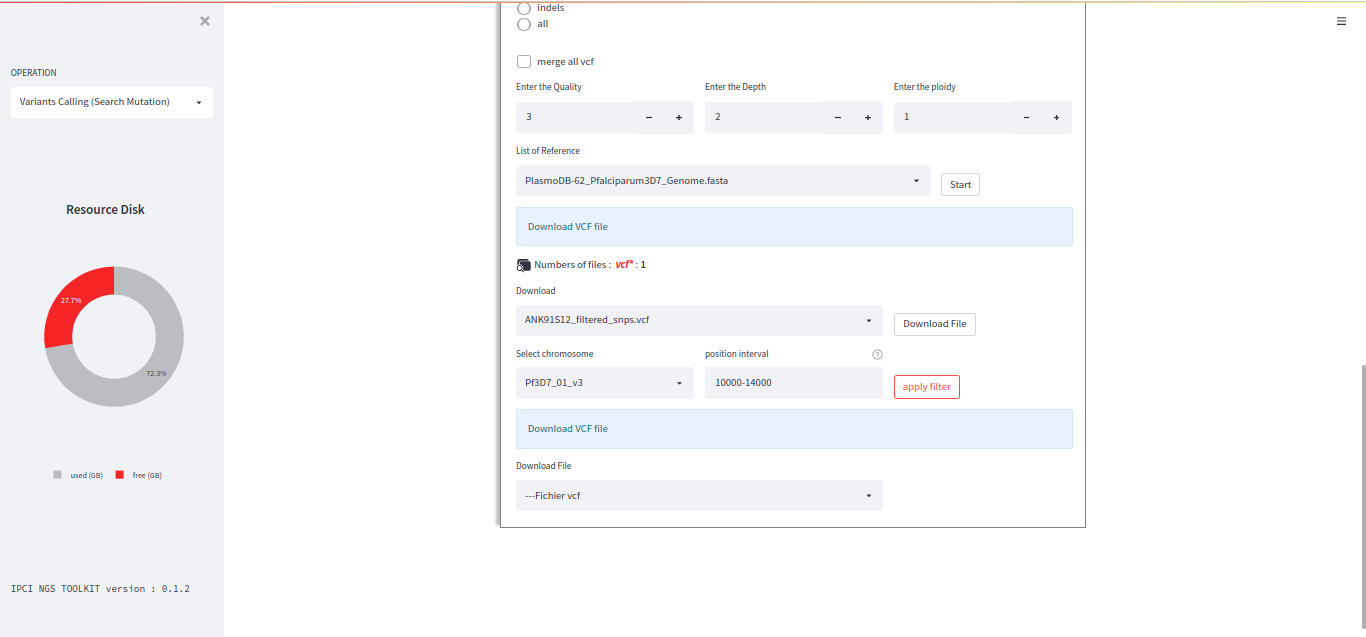 ×
OPERATION
Variants Calling (Search Mutation)
Resource Disk
27.7%
72.3%
used (GB)
free (GB)
IPCI NGS TOOLKIT version : 0.1.2
indels
all
merge all vcf
Enter the Quality
Enter the Depth
Enter the ploidy
3 − +
2 − +
1 − +
List of Reference
PlasmoDB-62_Pfalciparum3D7_Genome.fasta
Start
Download VCF file
Numbers of files : vcf* : 1
Download
ANK91S12_filtered_snps.vcf
Download File
Select chromosome
position interval
?
Pf3D7_01_v3
10000-14000
apply filter
Download VCF file
Download File
---Fichier vcf